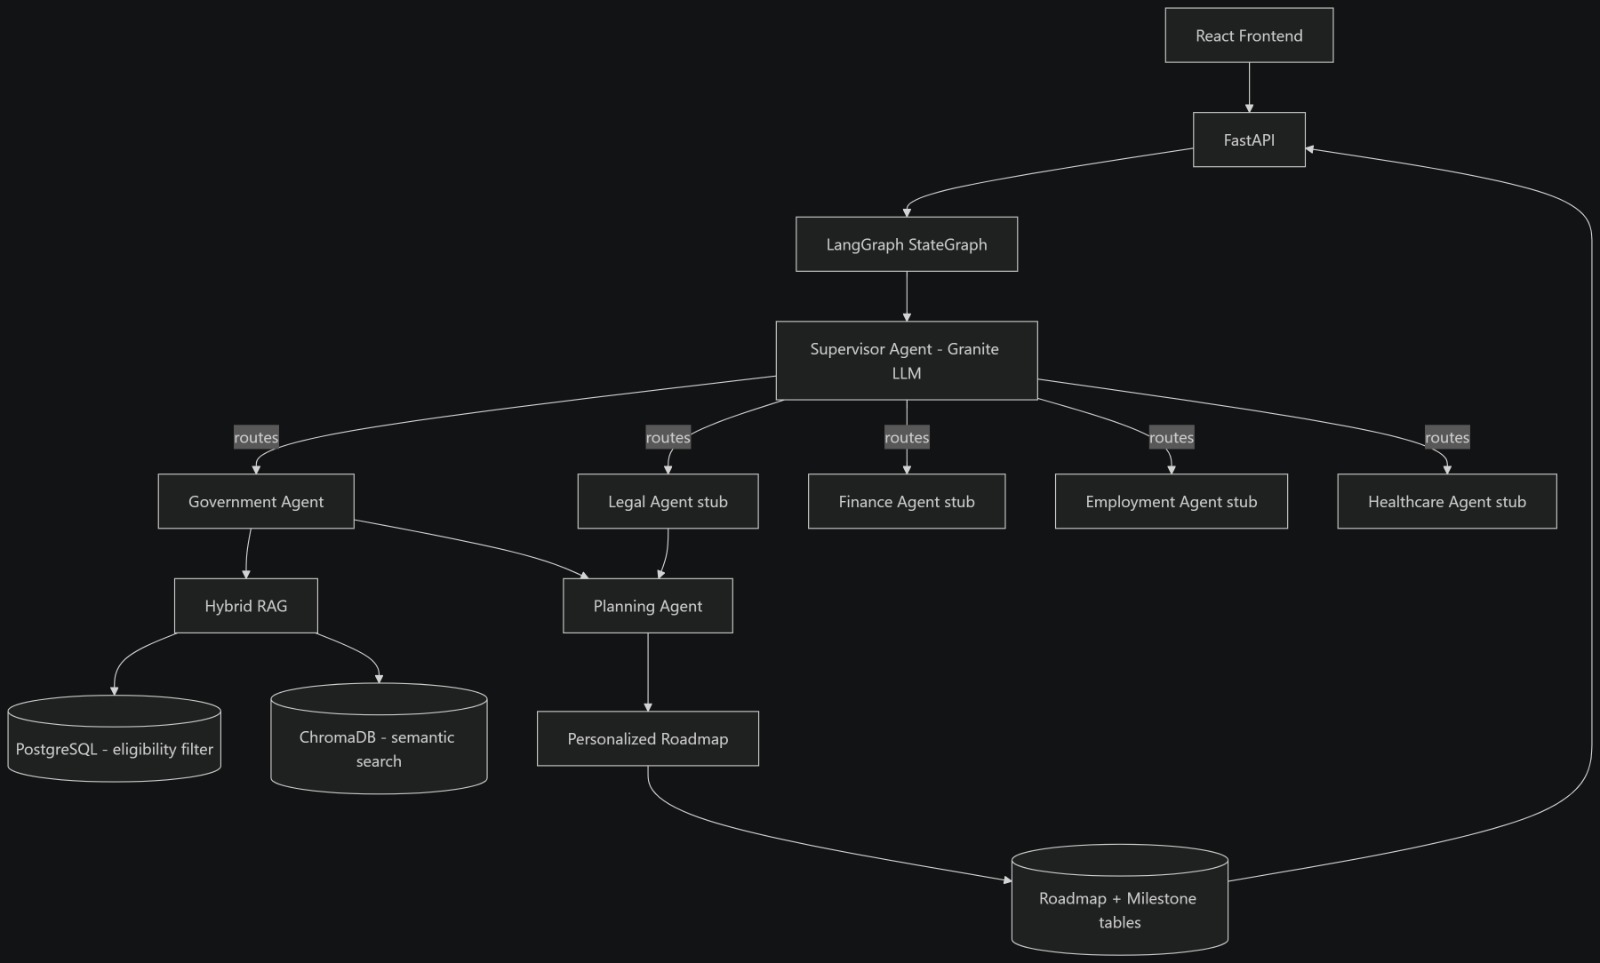 React Frontend
FastAPI
LangGraph StateGraph
Supervisor Agent - Granite
LLM
routes
routes
routes
routes
routes
Government Agent
Legal Agent stub
Finance Agent stub
Employment Agent stub
Healthcare Agent stub
Hybrid RAG
Planning Agent
PostgreSQL - eligibility filter
ChromaDB - semantic
search
Personalized Roadmap
Roadmap + Milestone
tables